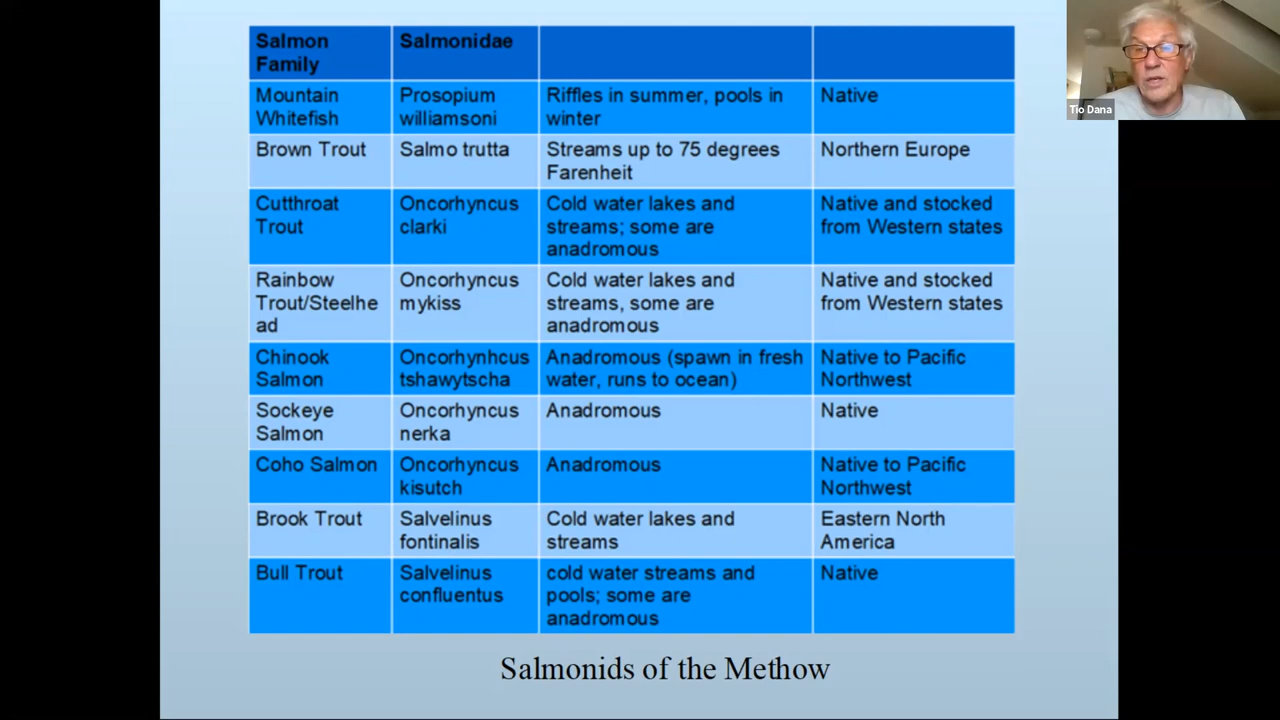 Salmon Family
Salmonidae
Mountain Whitefish
Prosopium williamsoni
Riffles in summer, pools in winter
Native
Brown Trout
Salmo trutta
Streams up to 75 degrees Farenheit
Northern Europe
Cutthroat Trout
Oncorhyncus clarki
Cold water lakes and streams; some are anadromous
Native and stocked from Western states
Rainbow Trout/Steelhead
Oncorhyncus mykiss
Cold water lakes and streams, some are anadromous
Native and stocked from Western states
Chinook Salmon
Oncorhynhcus tshawytscha
Anadromous (spawn in fresh water, runs to ocean)
Native to Pacific Northwest
Sockeye Salmon
Oncorhyncus nerka
Anadromous
Native
Coho Salmon
Oncorhyncus kisutch
Anadromous
Native to Pacific Northwest
Brook Trout
Salvelinus fontinalis
Cold water lakes and streams
Eastern North America
Bull Trout
Salvelinus confluentus
cold water streams and pools; some are anadromous
Native
Salmonids of the Methow
Tio Dana